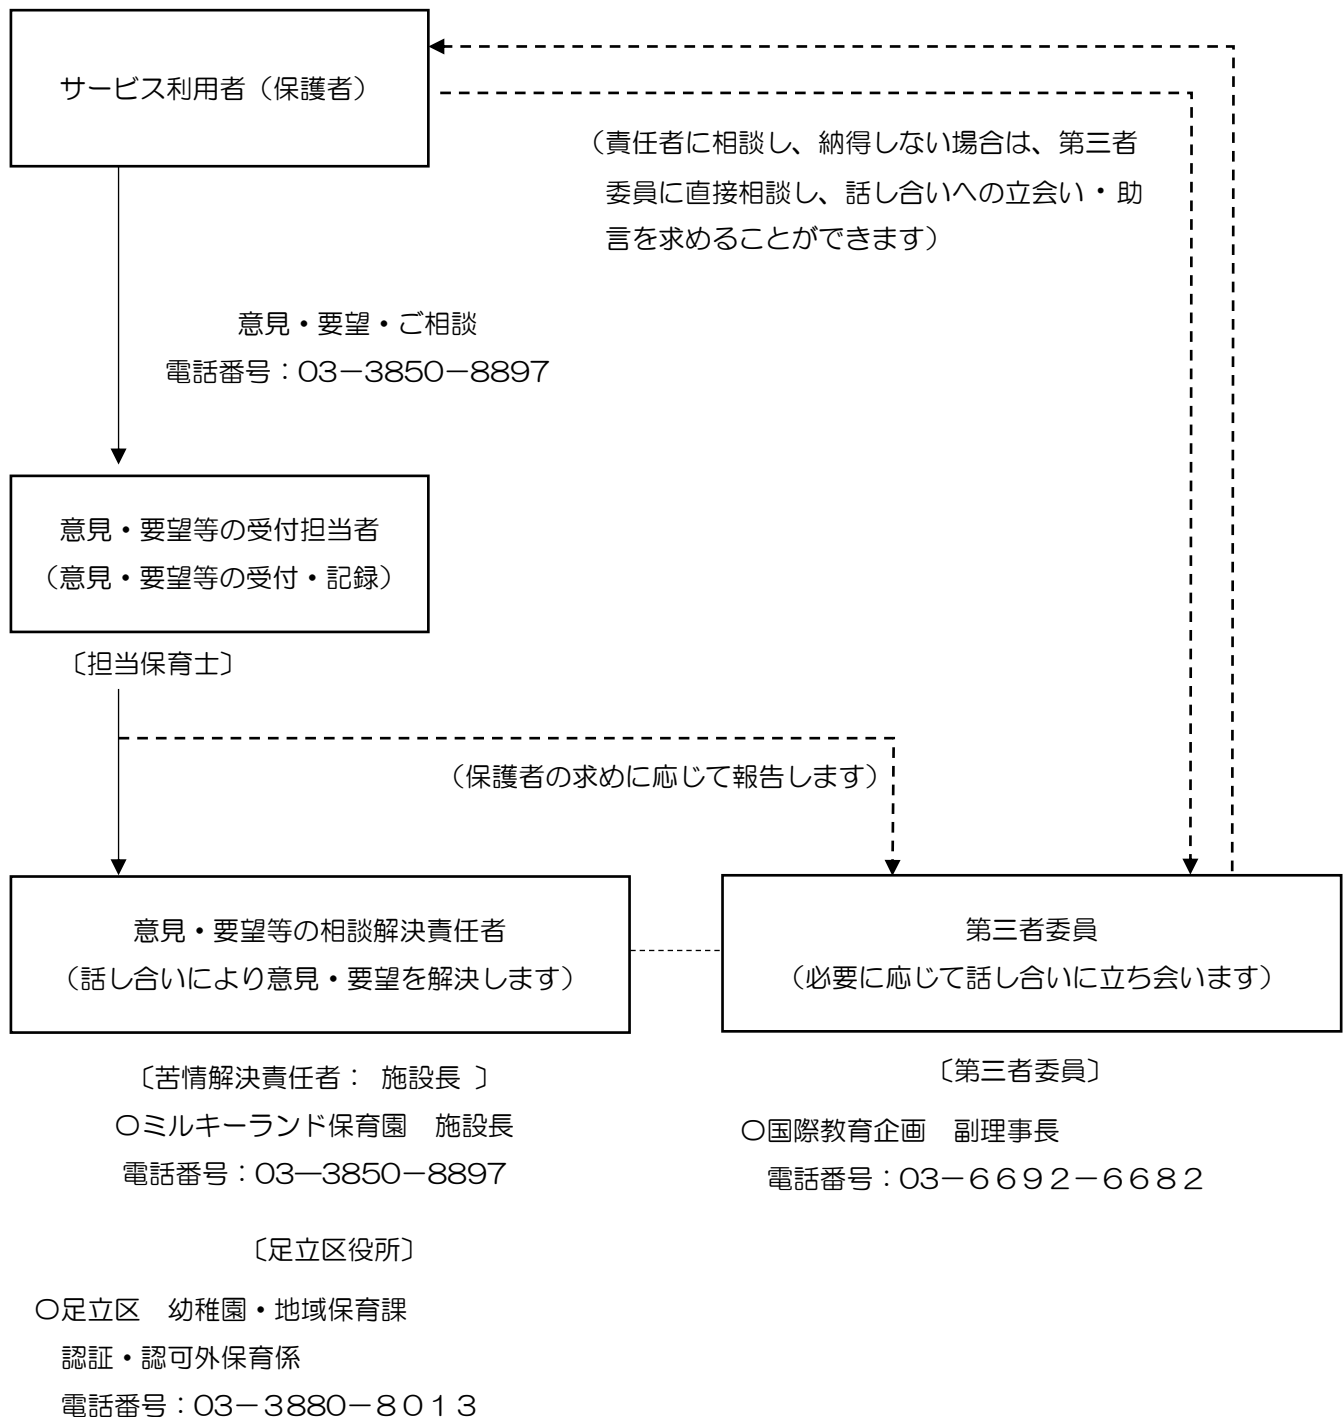 サービス利用者（保護者）
（責任者に相談し、納得しない場合は、第三者
委員に直接相談し、話し合いへの立会い・助
言を求めることができます）
意見・要望・ご相談
電話番号：03－3850－8897
意見・要望等の受付担当者
（意見・要望等の受付・記録）
〔担当保育士〕
（保護者の求めに応じて報告します）
意見・要望等の相談解決責任者
（話し合いにより意見・要望を解決します）
第三者委員
（必要に応じて話し合いに立ち会います）
〔苦情解決責任者： 施設長 〕
〇ミルキーランド保育園　施設長
電話番号：03―3850－8897
〔第三者委員〕
〇国際教育企画　副理事長
電話番号：03－６６９２－６６８２
〔足立区役所〕
〇足立区　幼稚園・地域保育課
認証・認可外保育係
電話番号：03－３880－８０１３